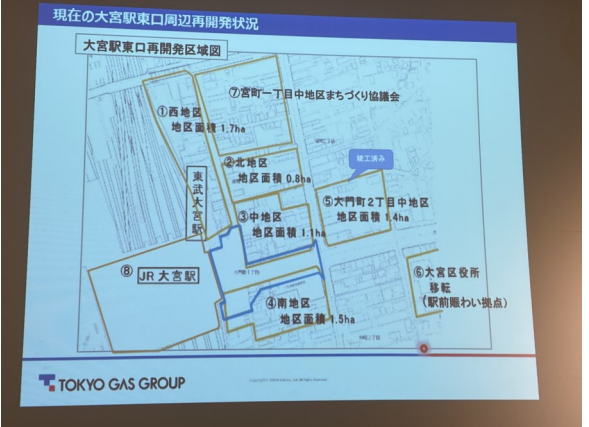 現在の大宮駅東口周辺再開発状況
大宮駅東口再開発区域図
⑦宮町一丁目中地区まちづくり協議会
①西地区
地区面積 1.7ha
竣工済み
②北地区
地区面積 0.8ha
東武大宮駅
⑤大門町2丁目中地区
地区面積 1.4ha
③中地区
地区面積 1.1ha
⑧ JR 大宮駅
⑥大宮区役所
移転
(駅前賑わい拠点)
④南地区
地区面積 1.5ha
TOKYO GAS GROUP